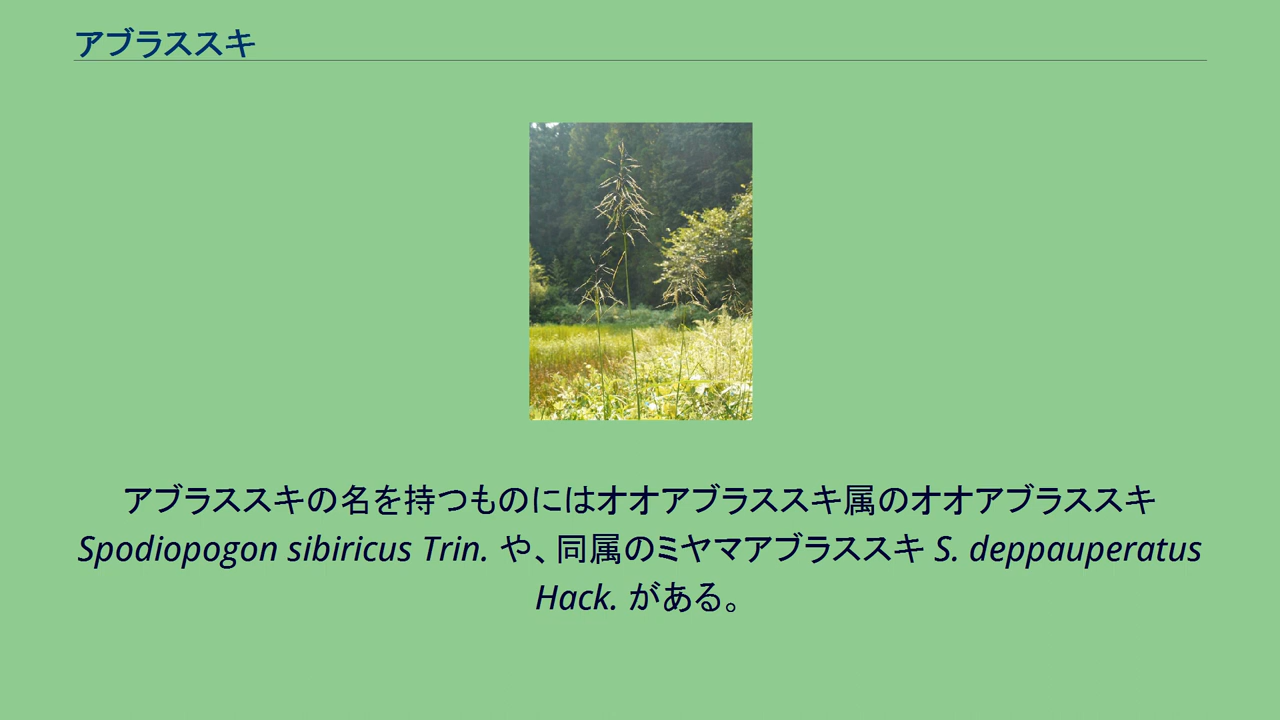 アブラススキ
アブラススキの名を持つものにはオオアブラススキ属のオオアブラススキ
Spodiopogon sibiricus Trin. や、同属のミヤマアブラススキ S. deppauperatus
Hack. がある。